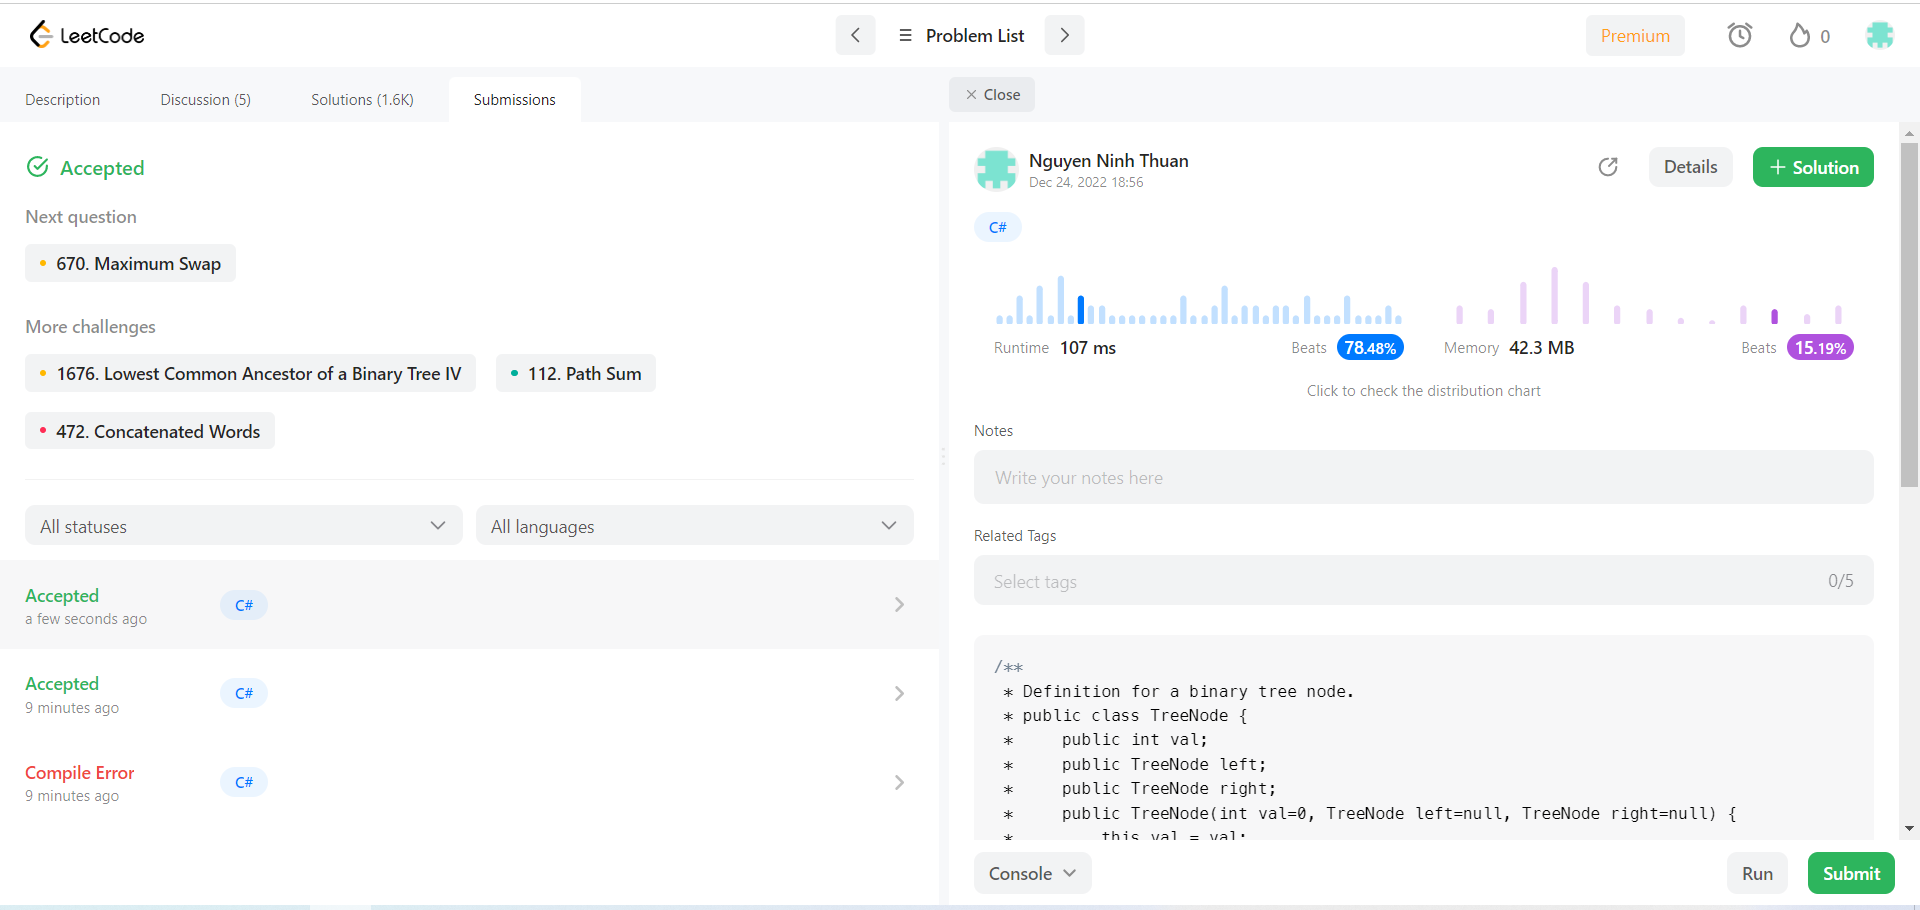 LeetCode
Problem List
Premium
0
Description
Discussion (5)
Solutions (1.6K)
Submissions
Close
Accepted
Next question
670. Maximum Swap
More challenges
1676. Lowest Common Ancestor of a Binary Tree IV
112. Path Sum
472. Concatenated Words
All statuses
All languages
Accepted
a few seconds ago
C#
Accepted
9 minutes ago
C#
Compile Error
9 minutes ago
C#
Nguyen Ninh Thuan
Dec 24, 2022 18:56
Details
+ Solution
C#
Runtime 107 ms
Beats 78.48%
Memory 42.3 MB
Beats 15.19%
Click to check the distribution chart
Notes
Write your notes here
Related Tags
Select tags
0/5
/**
* Definition for a binary tree node.
* public class TreeNode {
*     public int val;
*     public TreeNode left;
*     public TreeNode right;
*     public TreeNode(int val=0, TreeNode left=null, TreeNode right=null) {
*         this val = val;
Console
Run
Submit